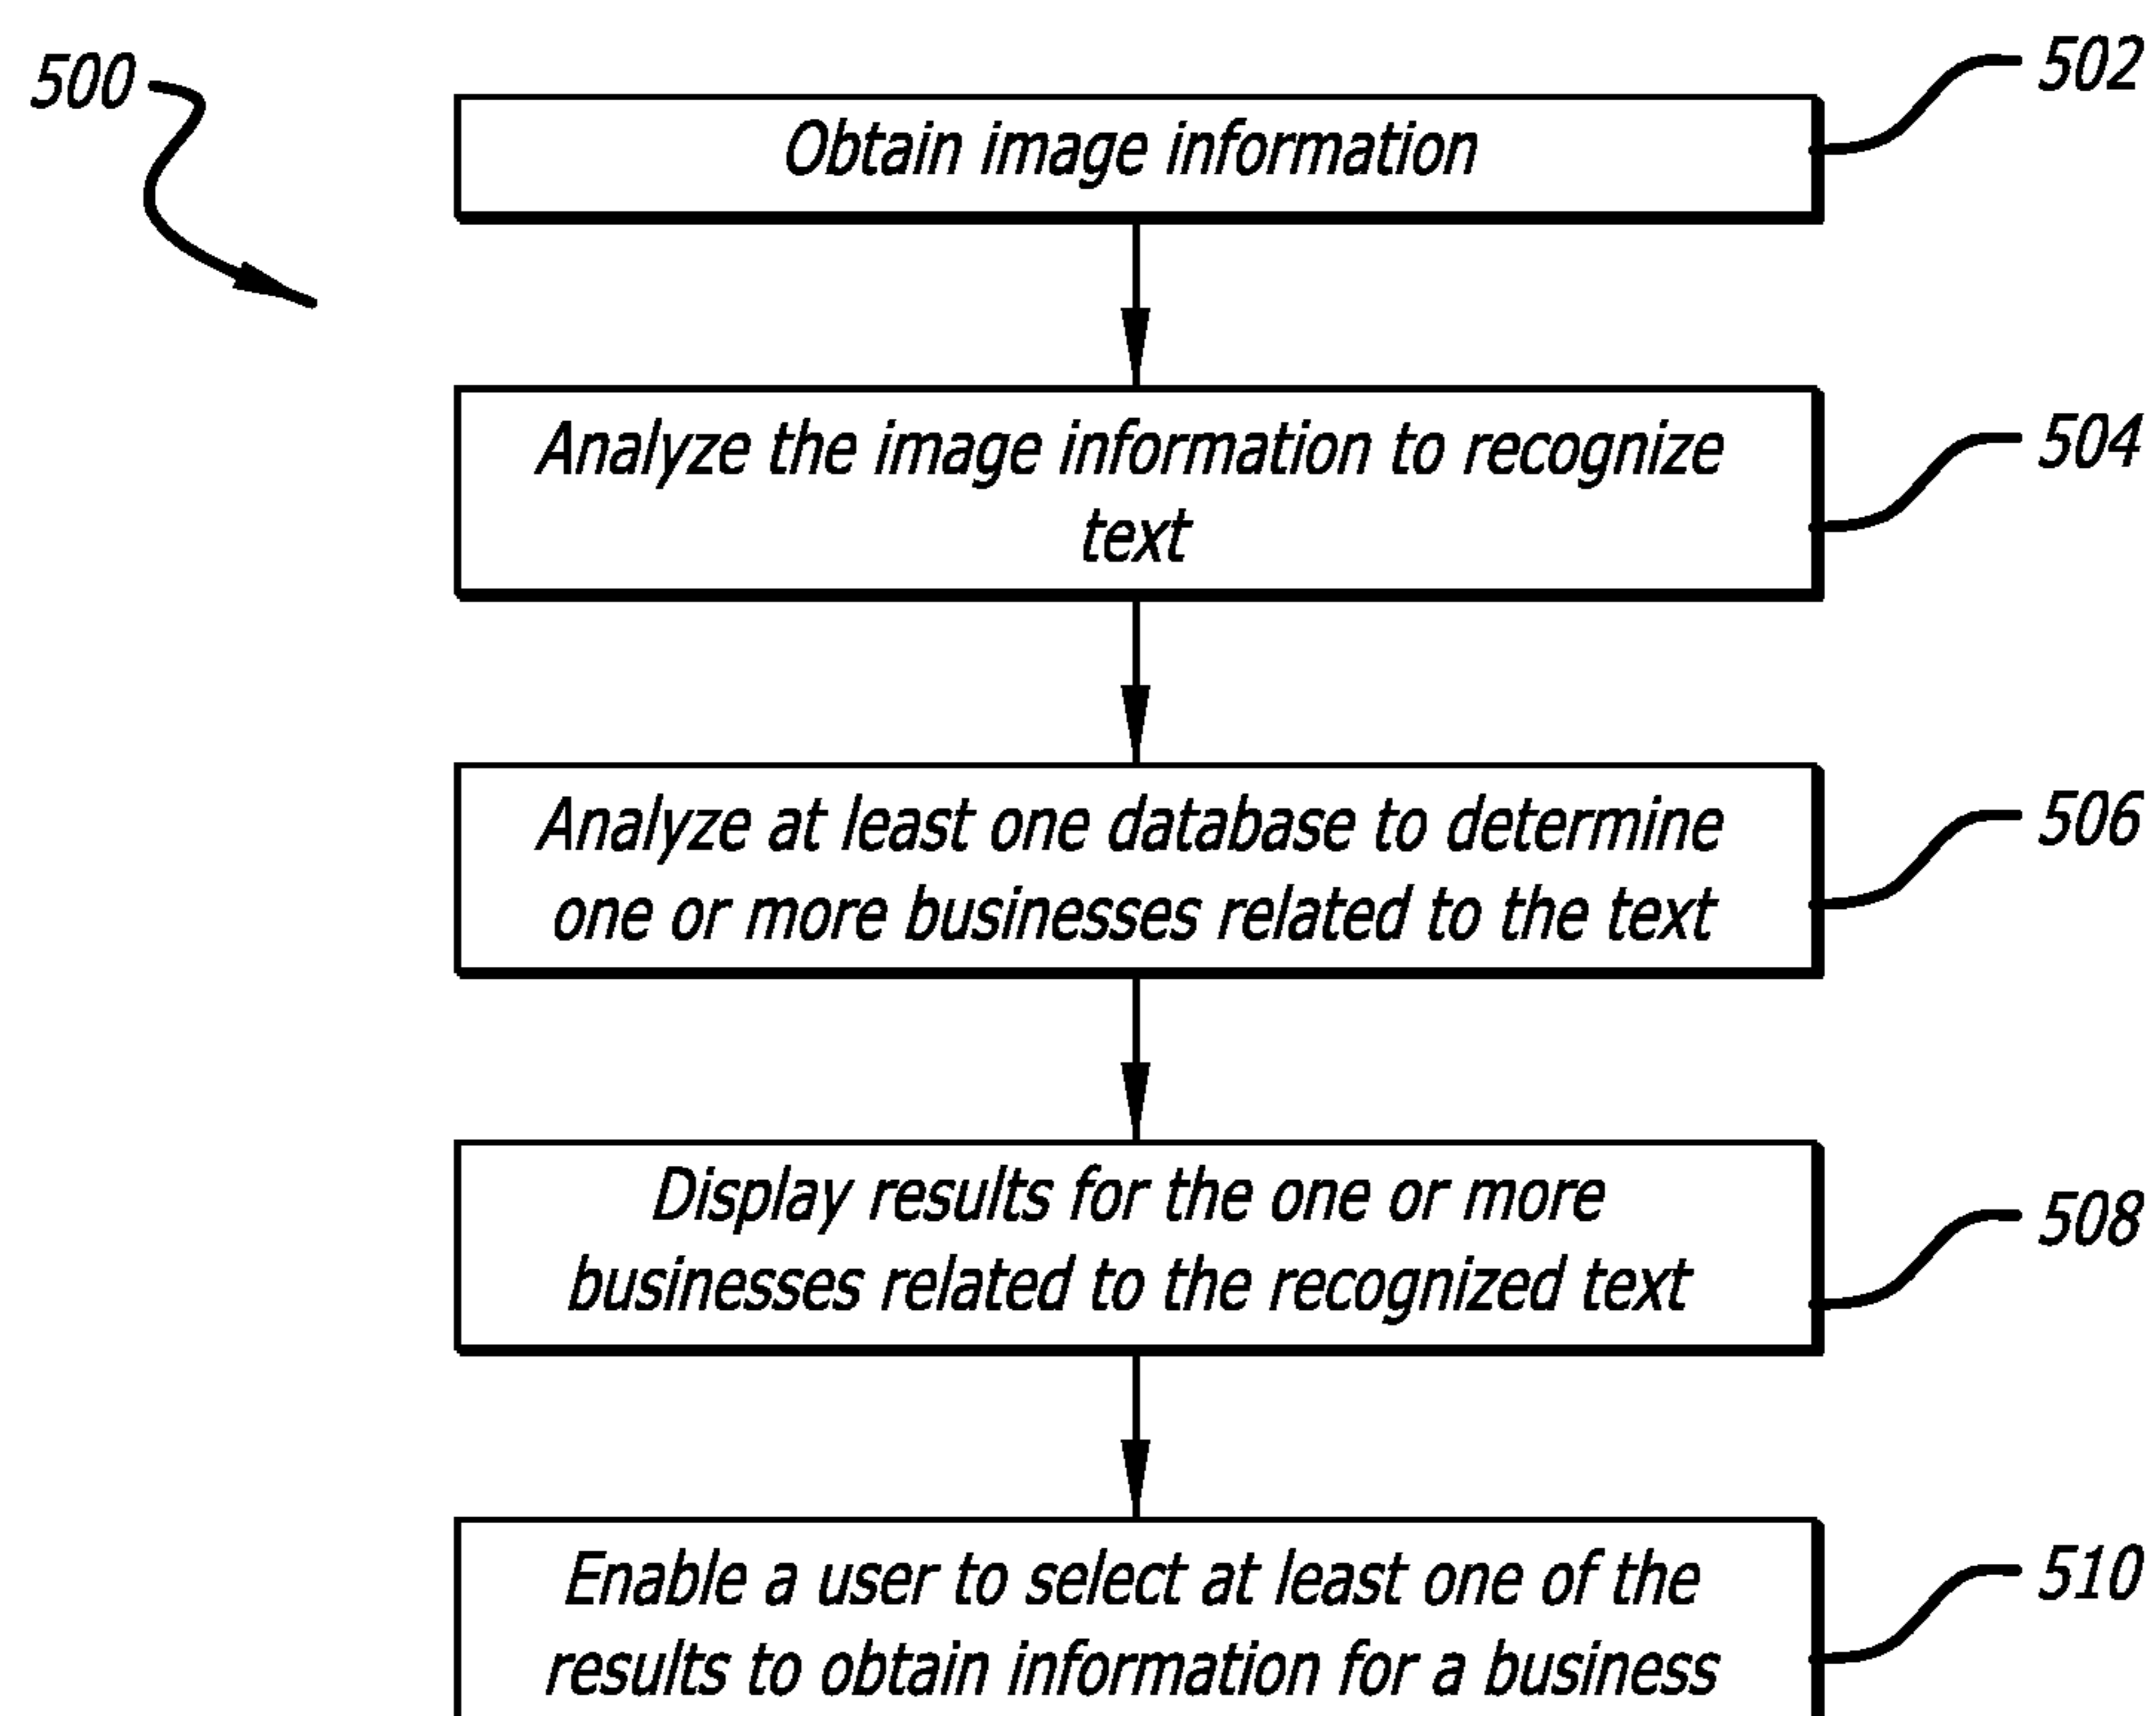 500
502
Obtain image information
504
Analyze the image information to recognize
text
506
Analyze at least one database to determine
one or more businesses related to the text
508
Display results for the one or more
businesses related to the recognized text
510
Enable a user to select at least one of the
results to obtain information for a business